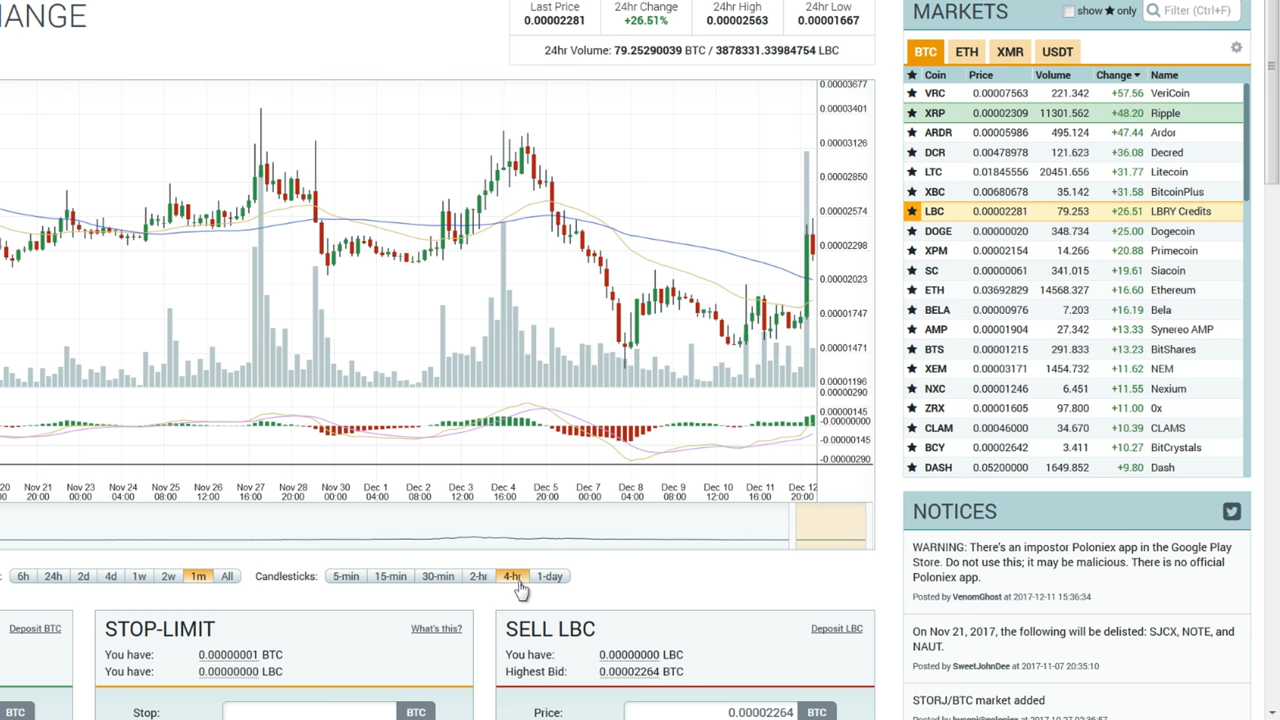 HANGE
Last Price 24hr Change 24hr High 24hr Low
0.00002281 +26.51% 0.00002563 0.00001667
24hr Volume: 79.25290039 BTC / 3878331.33984754 LBC
0.00003677
0.00003401
0.00003126
0.00002850
0.00002574
0.00002298
0.00002023
0.00001747
0.00001471
0.00001196
0.00000290
0.00000145
-0.00000000
-0.00000145
-0.00000290
20 Nov 21 Nov 23 Nov 24 Nov 25 Nov 26 Nov 27 Nov 28 Nov 30 Dec 1 Dec 2 Dec 3 Dec 4 Dec 5 Dec 7 Dec 8 Dec 9 Dec 10 Dec 11 Dec 12
00 20:00 00:00 04:00 08:00 12:00 16:00 20:00 00:00 04:00 08:00 12:00 16:00 20:00 00:00 04:00 08:00 12:00 16:00 20:00
: 6h 24h 2d 4d 1w 2w 1m All Candlesticks: 5-min 15-min 30-min 2-hr 4-hr 1-day
Deposit BTC
BTC
STOP-LIMIT What's this?
You have: 0.00000001 BTC
You have: 0.00000000 LBC
Stop: BTC
SELL LBC Deposit LBC
You have: 0.00000000 LBC
Highest Bid: 0.00002264 BTC
Price: 0.00002264 BTC
MARKETS show ★ only Filter (Ctrl+F)
BTC ETH XMR USDT
★ Coin Price Volume Change Name
★ VRC 0.00007563 221.342 +57.56 VeriCoin
★ XRP 0.00002309 11301.562 +48.20 Ripple
★ ARDR 0.00005986 495.124 +47.44 Ardor
★ DCR 0.00478978 121.623 +36.08 Decred
★ LTC 0.01845556 20451.656 +31.77 Litecoin
★ XBC 0.00680678 35.142 +31.58 BitcoinPlus
★ LBC 0.00002281 79.253 +26.51 LBRY Credits
★ DOGE 0.00000020 348.734 +25.00 Dogecoin
★ XPM 0.00002154 14.266 +20.88 Primecoin
★ SC 0.00000061 341.015 +19.61 Siacoin
★ ETH 0.03692829 14568.327 +16.60 Ethereum
★ BELA 0.00000976 7.203 +16.19 Bela
★ AMP 0.00001904 27.342 +13.33 Synereo AMP
★ BTS 0.00001215 291.833 +13.23 BitShares
★ XEM 0.00003171 1454.732 +11.62 NEM
★ NXC 0.00001246 6.451 +11.55 Nexium
★ ZRX 0.00001605 97.800 +11.00 0x
★ CLAM 0.00046000 34.670 +10.39 CLAMS
★ BCY 0.00002642 3.411 +10.27 BitCrystals
★ DASH 0.05200000 1649.852 +9.80 Dash
NOTICES
WARNING: There's an impostor Poloniex app in the Google Play
Store. Do not use this; it may be malicious. There is no official
Poloniex app.
Posted by VenomGhost at 2017-12-11 15:36:34
On Nov 21, 2017, the following will be delisted: SJCX, NOTE, and
NAUT.
Posted by SweetJohnDee at 2017-11-07 20:35:10
STORJ/BTC market added